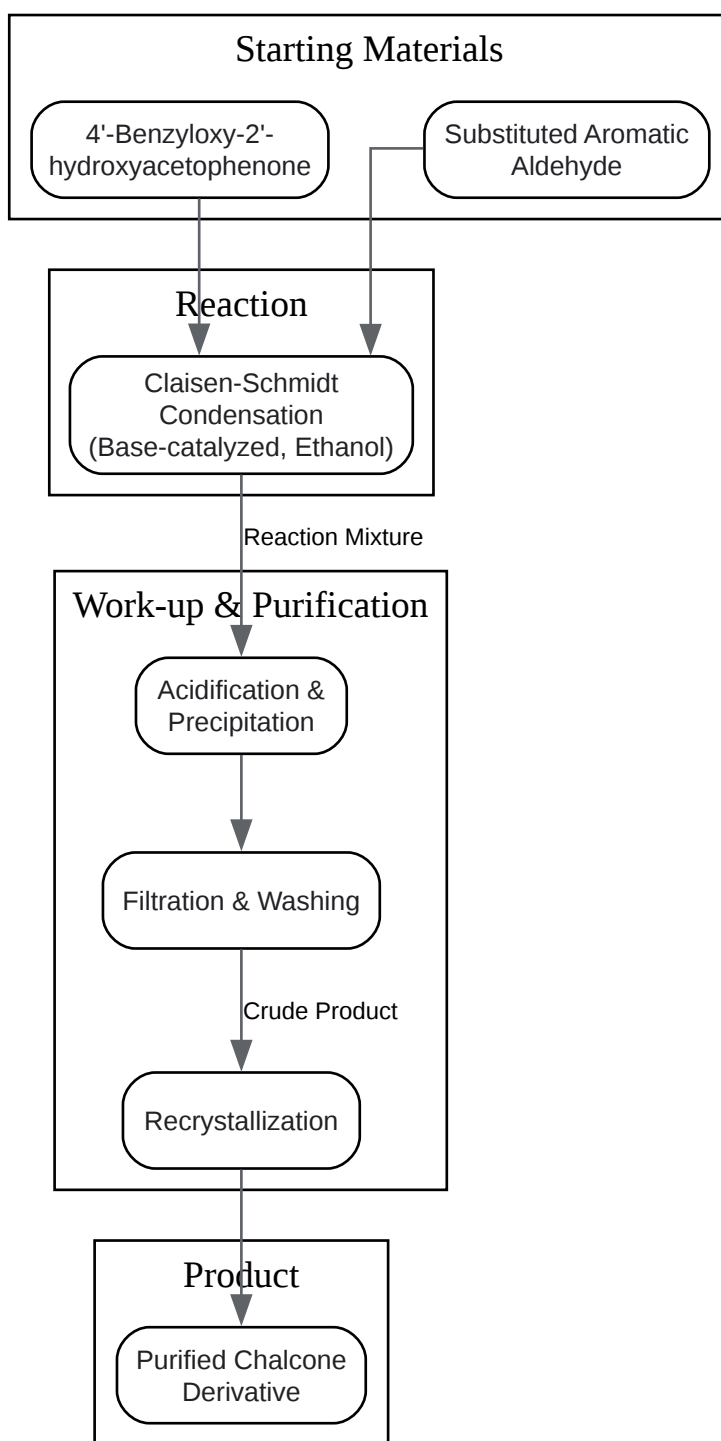 Starting Materials
4'-Benzyloxy-2'-
hydroxyacetophenone
Substituted Aromatic
Aldehyde
Reaction
Claisen-Schmidt
Condensation
(Base-catalyzed, Ethanol)
Reaction Mixture
Work-up & Purification
Acidification &
Precipitation
Filtration & Washing
Crude Product
Recrystallization
Product
Purified Chalcone
Derivative